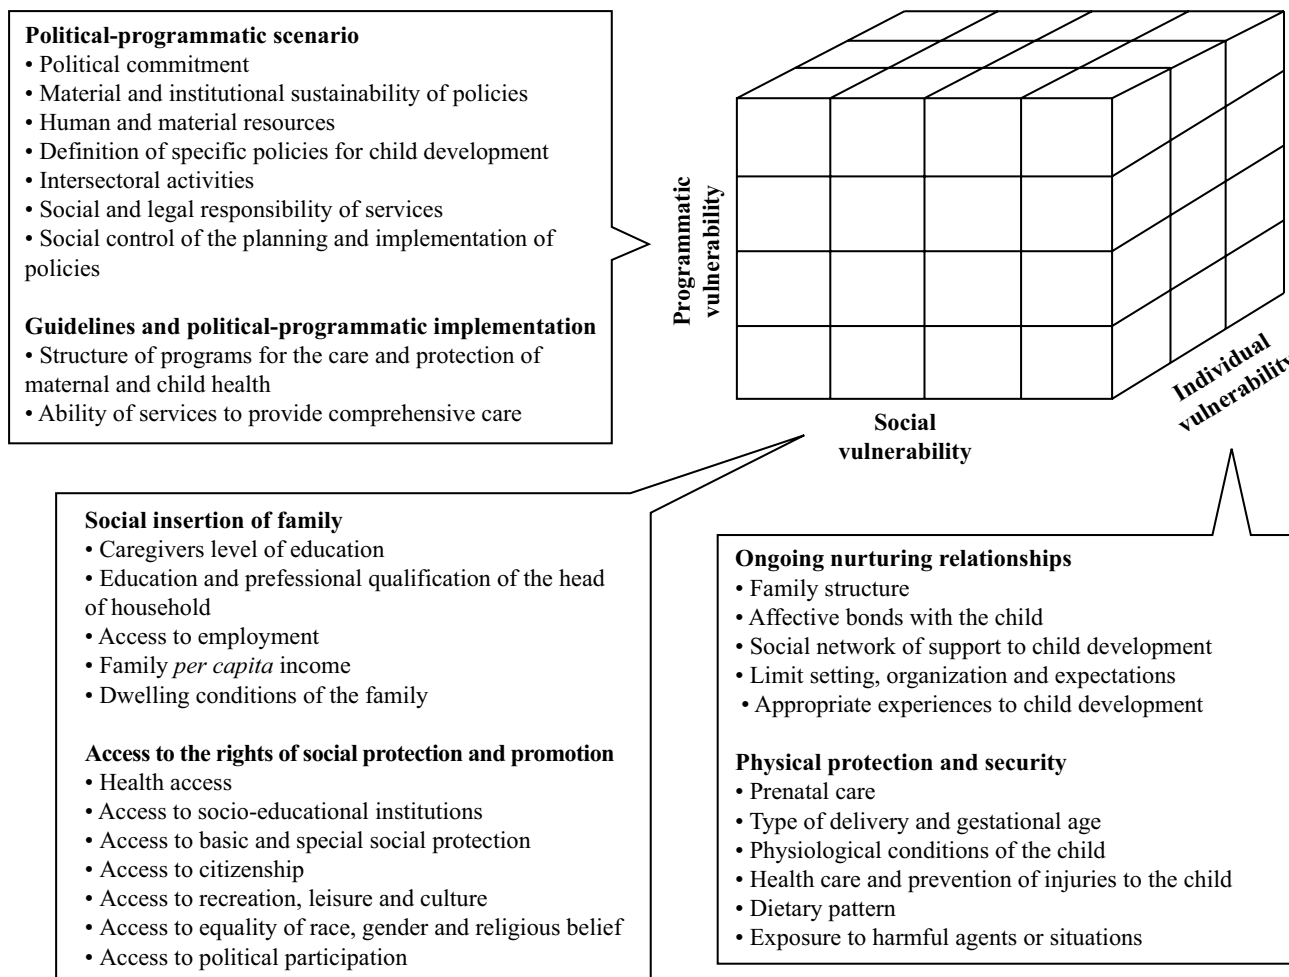 Political-programmatic scenario
• Political commitment
• Material and institutional sustainability of policies
• Human and material resources
• Definition of specific policies for child development
• Intersectoral activities
• Social and legal responsibility of services
• Social control of the planning and implementation of
policies
Guidelines and political-programmatic implementation
• Structure of programs for the care and protection of
maternal and child health
• Ability of services to provide comprehensive care
Programmatic
vulnerability
Social
vulnerability
Individual
vulnerability
Social insertion of family
• Caregivers level of education
• Education and prefessional qualification of the head
of household
• Access to employment
• Family per capita income
• Dwelling conditions of the family
Access to the rights of social protection and promotion
• Health access
• Access to socio-educational institutions
• Access to basic and special social protection
• Access to citizenship
• Access to recreation, leisure and culture
• Access to equality of race, gender and religious belief
• Access to political participation
Ongoing nurturing relationships
• Family structure
• Affective bonds with the child
• Social network of support to child development
• Limit setting, organization and expectations
• Appropriate experiences to child development
Physical protection and security
• Prenatal care
• Type of delivery and gestational age
• Physiological conditions of the child
• Health care and prevention of injuries to the child
• Dietary pattern
• Exposure to harmful agents or situations